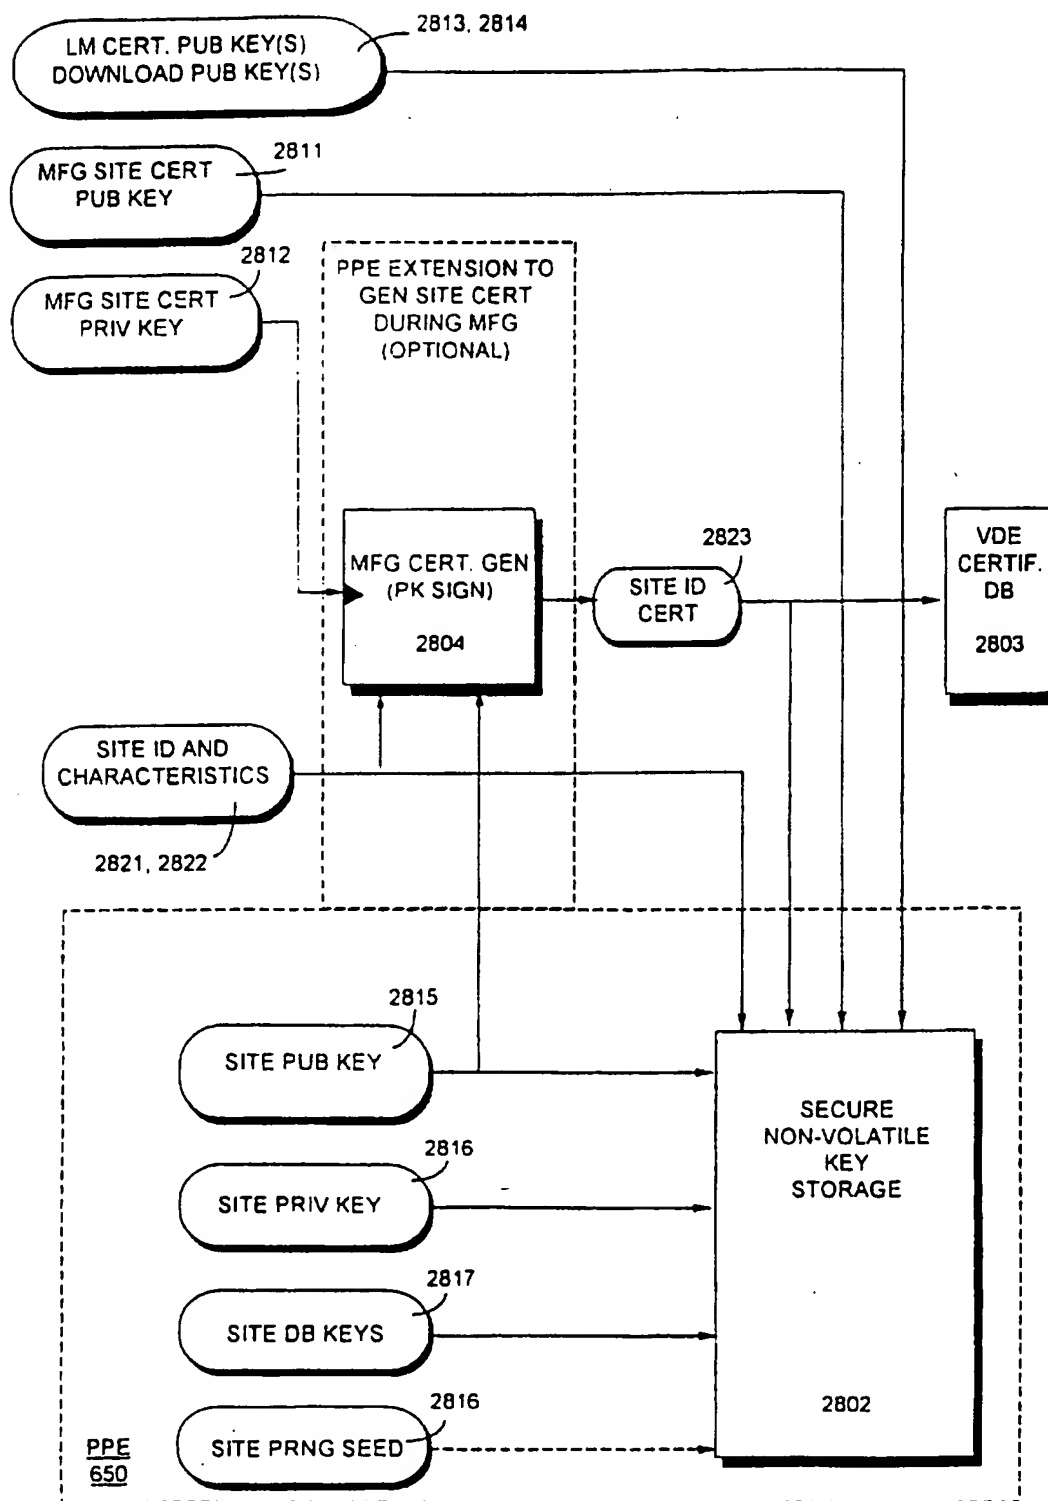 2813, 2814
LM CERT. PUB KEY(S)
DOWNLOAD PUB KEY(S)
2811
MFG SITE CERT
PUB KEY
2812
MFG SITE CERT
PRIV KEY
PPE EXTENSION TO
GEN SITE CERT
DURING MFG
(OPTIONAL)
MFG CERT. GEN
(PK SIGN)
2804
2823
SITE ID
CERT
VDE
CERTIF.
DB
2803
SITE ID AND
CHARACTERISTICS
2821, 2822
2815
SITE PUB KEY
2816
SITE PRIV KEY
2817
SITE DB KEYS
2816
SITE PRNG SEED
SECURE
NON-VOLATILE
KEY
STORAGE
2802
PPE
650